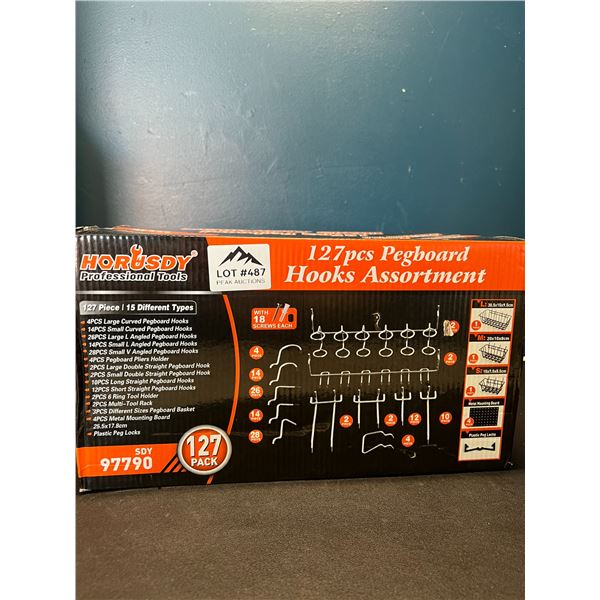 HORUSDY
Professional Tools
LOT #487
PEAK AUCTIONS
127pcs Pegboard
Hooks Assortment
127 Piece | 15 Different Types
4PCS Large Curved Pegboard Hooks
14PCS Small Curved Pegboard Hooks
26PCS Large L Angled Pegboard Hooks
14PCS Small L Angled Pegboard Hooks
28PCS Small V Angled Pegboard Hooks
4PCS Pegboard Pliers Holder
2PCS Large Double Straight Pegboard Hook
2PCS Small Double Straight Pegboard Hook
10PCS Long Straight Pegboard Hooks
12PCS Short Straight Pegboard Hooks
2PCS 6 Ring Tool Holder
2PCS Multi-Tool Rack
3PCS Different Sizes Pegboard Basket
4PCS Metal Mounting Board
25.5x17.8cm
Plastic Peg Locks
SDY
97790
127
PACK
WITH
18
SCREWS EACH
4
14
26
14
28
2
2
2
2
12
10
4
L:
1
M:
1
S:
1
Metal Mounting Board
4
Plastic Peg Locks